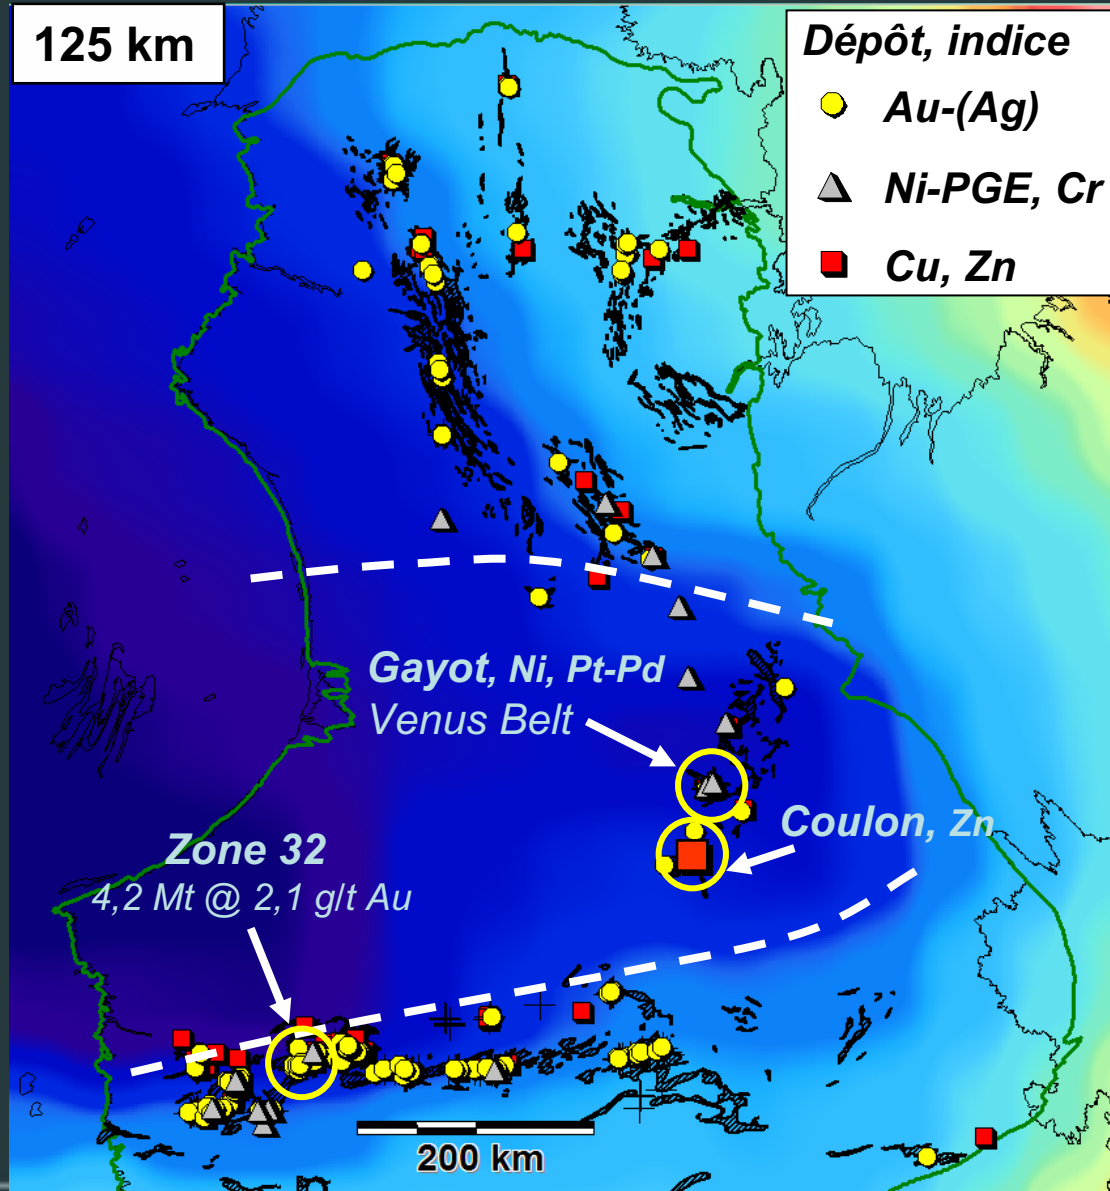 125 km
Dépôt, indice
Au-(Ag)
Ni-PGE, Cr
Cu, Zn
Gayot, Ni, Pt-Pd
Venus Belt
Coulon, Zn
Zone 32
4,2 Mt @ 2,1 g/t Au
200 km